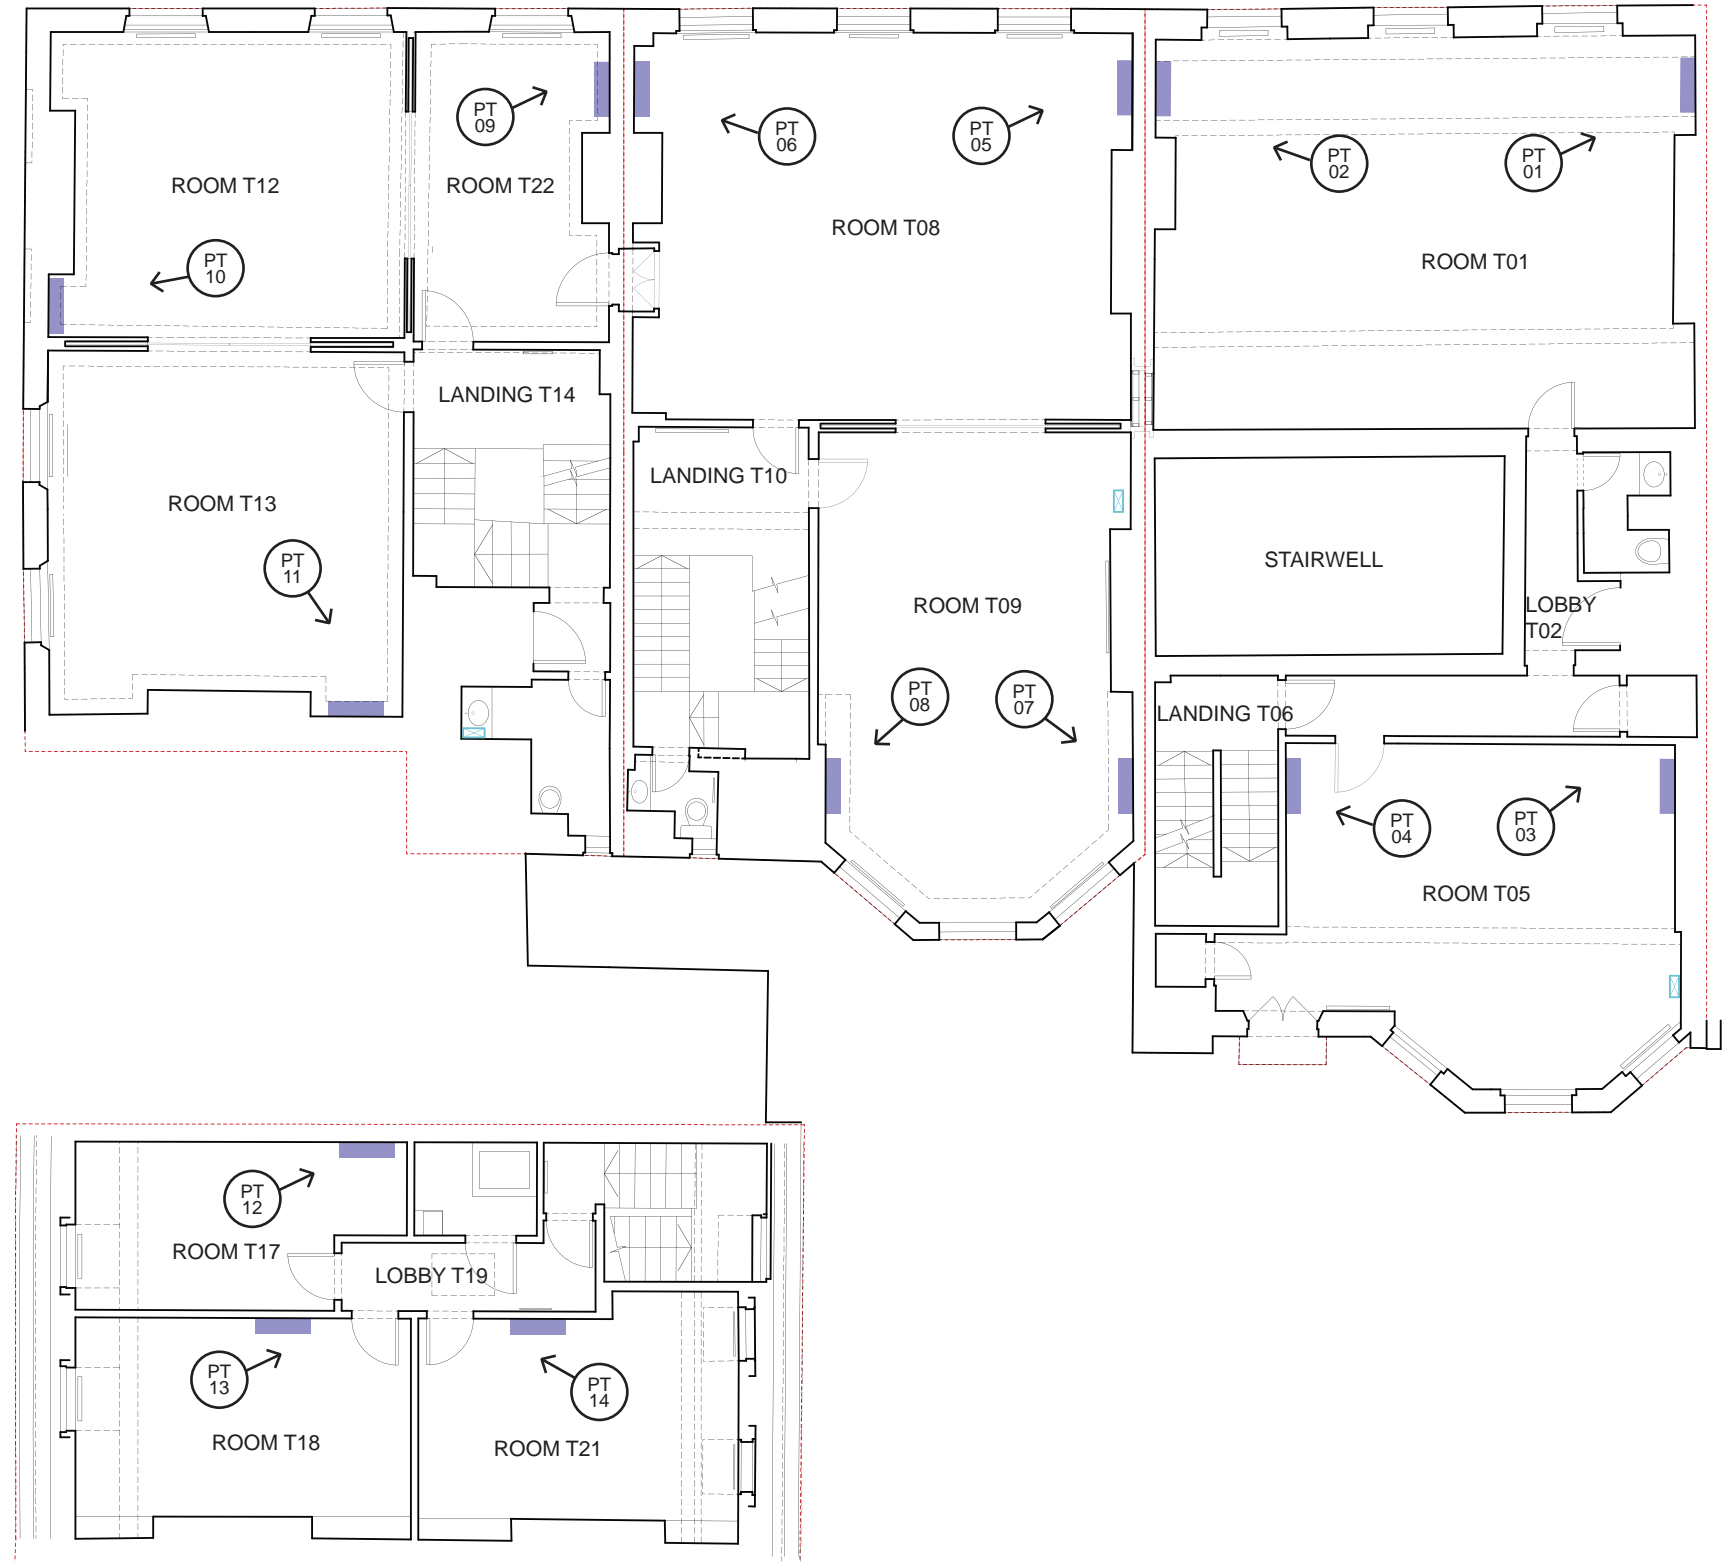 PT
09
PT
06
PT
05
PT
02
PT
01
ROOM T12
ROOM T22
ROOM T08
ROOM T01
PT
10
LANDING T14
LANDING T10
ROOM T13
PT
11
STAIRWELL
ROOM T09
LOBBY
T02
PT
08
PT
07
LANDING T06
PT
04
PT
03
ROOM T05
PT
12
ROOM T17
LOBBY T19
PT
13
PT
14
ROOM T18
ROOM T21